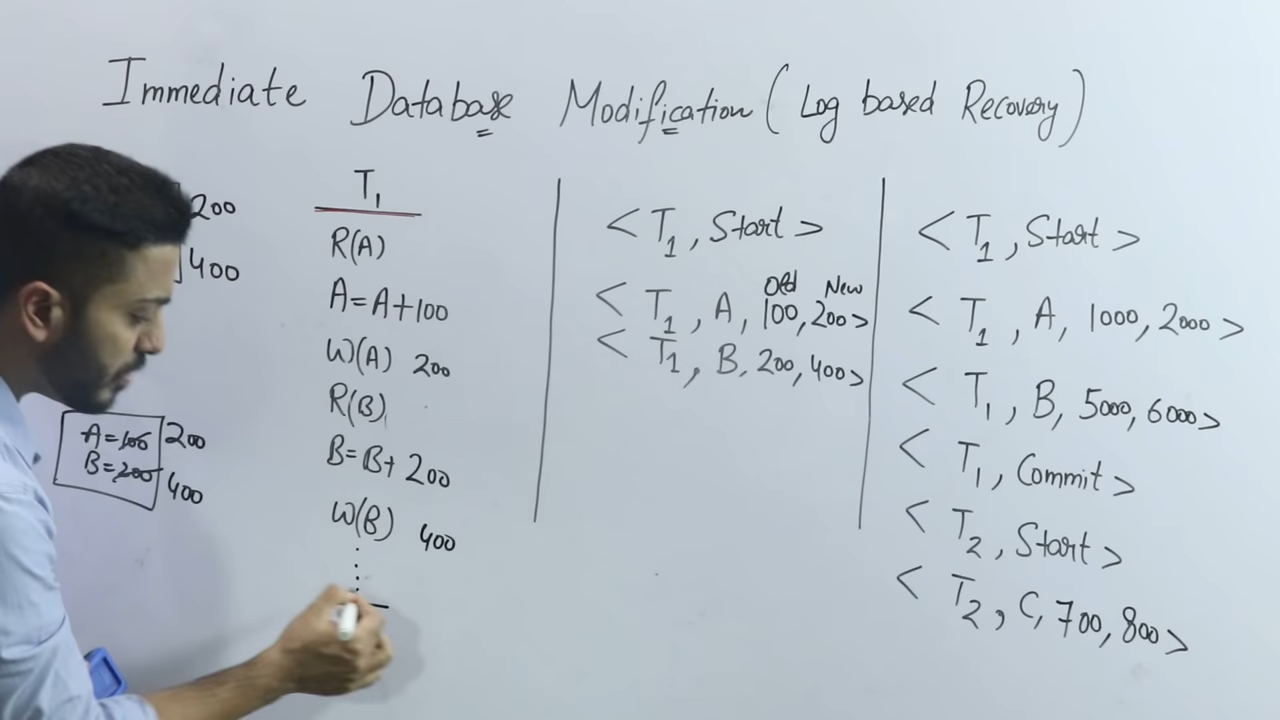 Immediate Database Modification (Log based Recovery)
200
400
A=100 200
B=200 400
T1
R(A)
A=A+100
W(A) 200
R(B)
B=B+200
W(B) 400
<T1, Start>
Old New
<T1, A, 100, 200>
<T1, B, 200, 400>
<T1, Start>
<T1, A, 1000, 2000>
<T1, B, 5000, 6000>
<T1, Commit>
<T2, Start>
<T2, C, 700, 800>